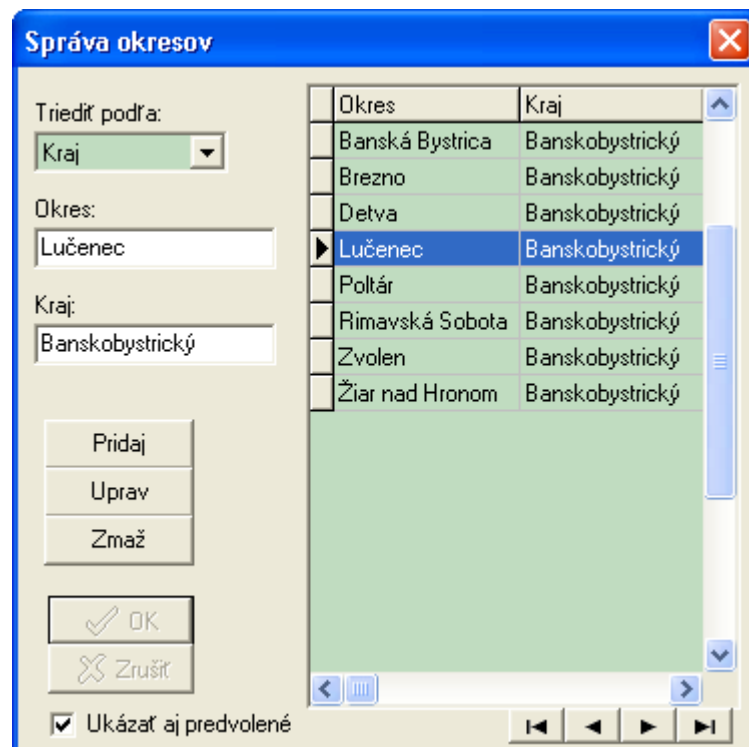 Správa okresov
Triediť podľa:
Kraj
Okres:
Lučenec
Kraj:
Banskobystrický
Pridaj
Uprav
Zmaž
OK
Zrušiť
Ukázať aj predvolené
Okres Kraj
Banská Bystrica Banskobystrický
Brezno Banskobystrický
Detva Banskobystrický
Lučenec Banskobystrický
Poltár Banskobystrický
Rimavská Sobota Banskobystrický
Zvolen Banskobystrický
Žiar nad Hronom Banskobystrický